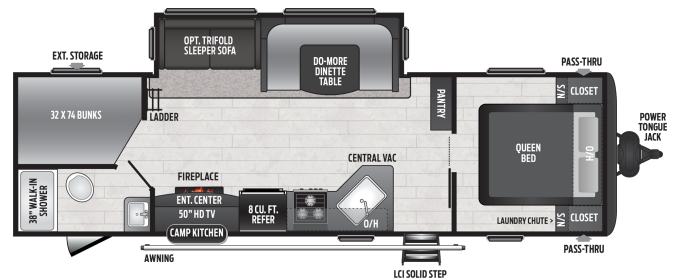 OPT. TRIFOLD
SLEEPER SOFA
DO-MORE
DINETTE
TABLE
EXT. STORAGE
PASS-THRU
32 X 74 BUNKS
LADDER
PANTRY
N/S
CLOSET
POWER
TONGUE
JACK
QUEEN
BED
H/O
CENTRAL VAC
FIREPLACE
38" WALK-IN
SHOWER
ENT. CENTER
50" HD TV
8 CU. FT.
REFER
O/H
LAUNDRY CHUTE >
N/S
CLOSET
CAMP KITCHEN
PASS-THRU
AWNING
LCI SOLID STEP